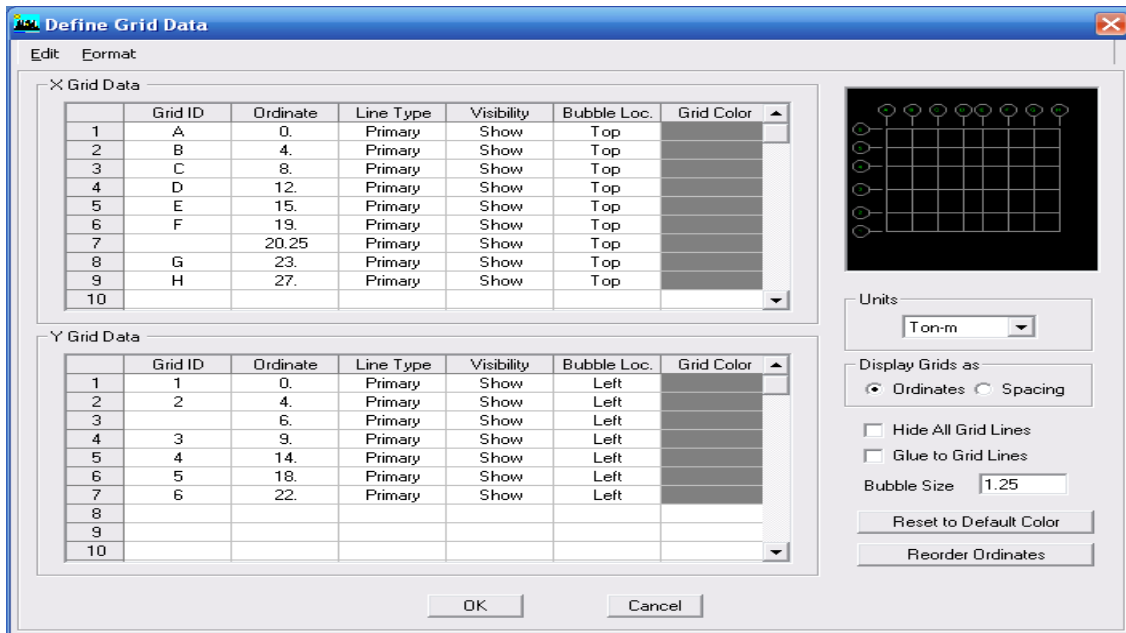 Define Grid Data
Edit Format
X Grid Data
Grid ID Ordinate Line Type Visibility Bubble Loc. Grid Color
1 A 0. Primary Show Top
2 B 4. Primary Show Top
3 C 8. Primary Show Top
4 D 12. Primary Show Top
5 E 15. Primary Show Top
6 F 19. Primary Show Top
7 20.25 Primary Show Top
8 G 23. Primary Show Top
9 H 27. Primary Show Top
10
Y Grid Data
Grid ID Ordinate Line Type Visibility Bubble Loc. Grid Color
1 1 0. Primary Show Left
2 2 4. Primary Show Left
3 6. Primary Show Left
4 3 9. Primary Show Left
5 4 14. Primary Show Left
6 5 18. Primary Show Left
7 6 22. Primary Show Left
8
9
10
Units
Ton-m
Display Grids as
Ordinates Spacing
Hide All Grid Lines
Glue to Grid Lines
Bubble Size 1.25
Reset to Default Color
Reorder Ordinates
OK Cancel